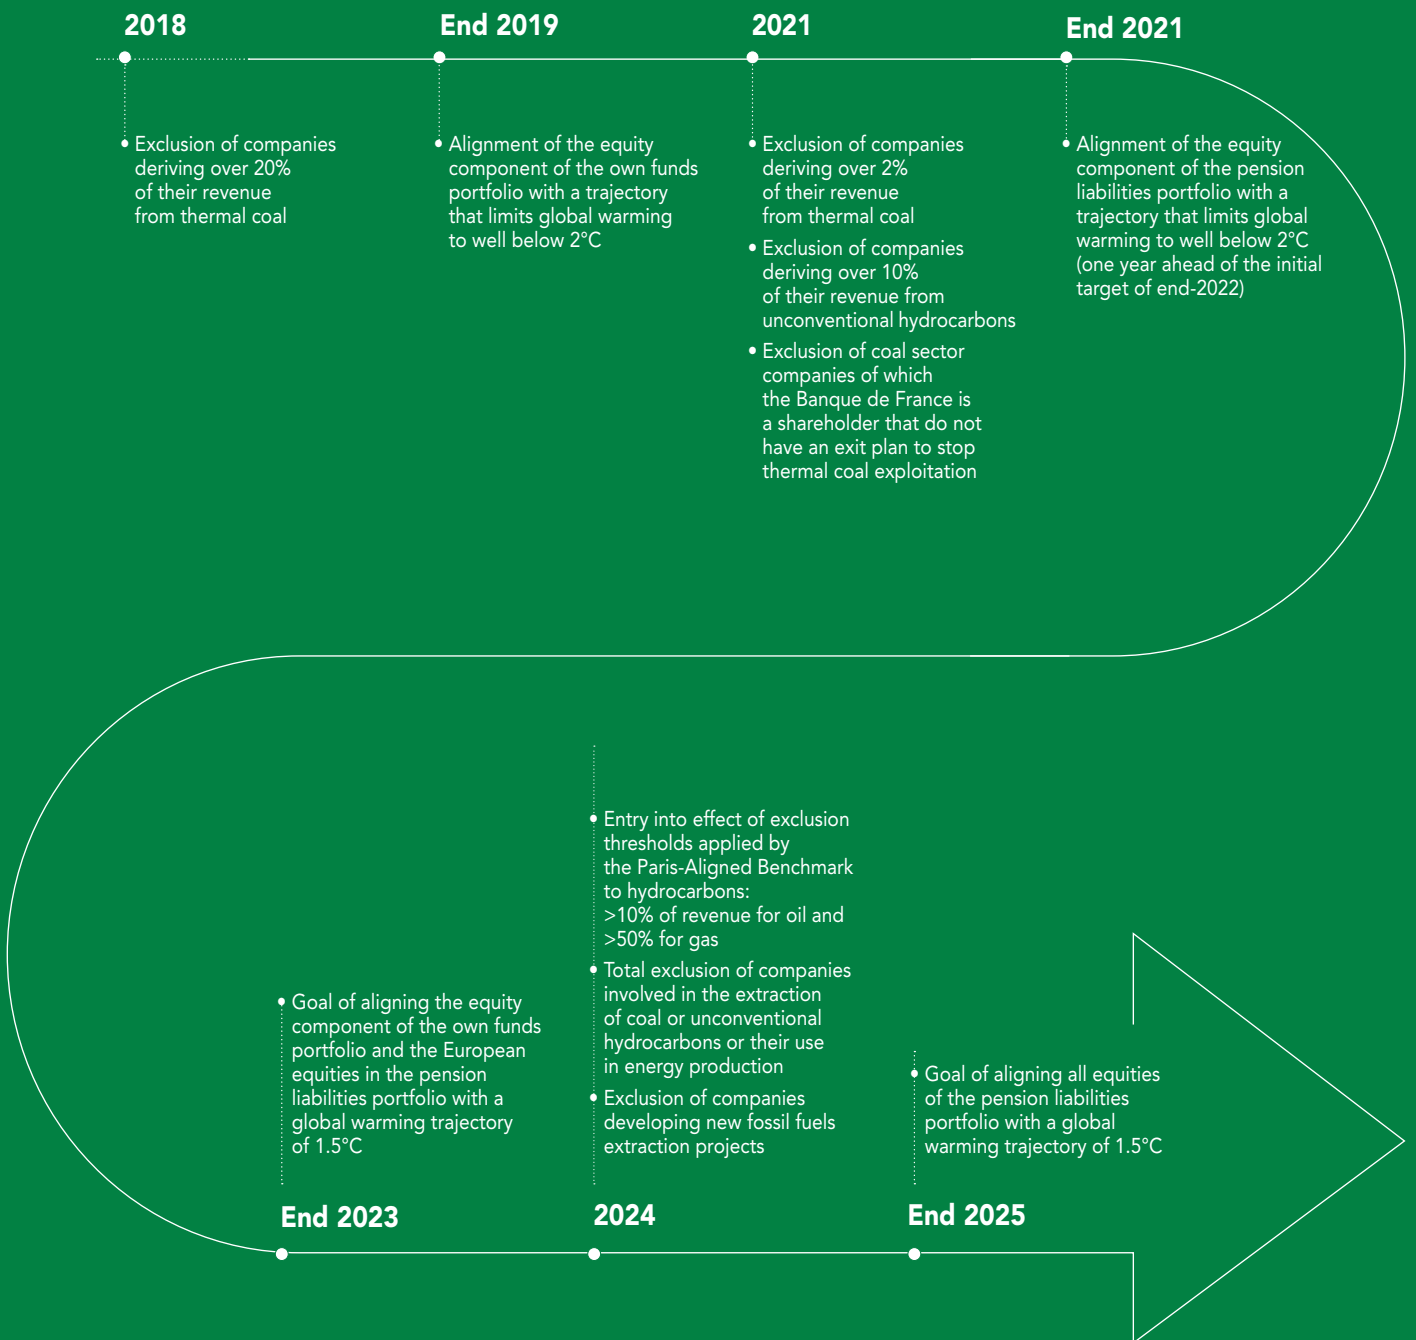 2018
• Exclusion of companies
deriving over 20%
of their revenue
from thermal coal
End 2019
• Alignment of the equity
component of the own funds
portfolio with a trajectory
that limits global warming
to well below 2°C
2021
• Exclusion of companies
deriving over 2%
of their revenue
from thermal coal
• Exclusion of companies
deriving over 10%
of their revenue from
unconventional hydrocarbons
• Exclusion of coal sector
companies of which
the Banque de France is
a shareholder that do not
have an exit plan to stop
thermal coal exploitation
End 2021
• Alignment of the equity
component of the pension
liabilities portfolio with a
trajectory that limits global
warming to well below 2°C
(one year ahead of the initial
target of end-2022)
• Goal of aligning the equity
component of the own funds
portfolio and the European
equities in the pension
liabilities portfolio with a
global warming trajectory
of 1.5°C
End 2023
• Entry into effect of exclusion
thresholds applied by
the Paris-Aligned Benchmark
to hydrocarbons:
>10% of revenue for oil and
>50% for gas
• Total exclusion of companies
involved in the extraction
of coal or unconventional
hydrocarbons or their use
in energy production
• Exclusion of companies
developing new fossil fuels
extraction projects
2024
• Goal of aligning all equities
of the pension liabilities
portfolio with a global
warming trajectory of 1.5°C
End 2025